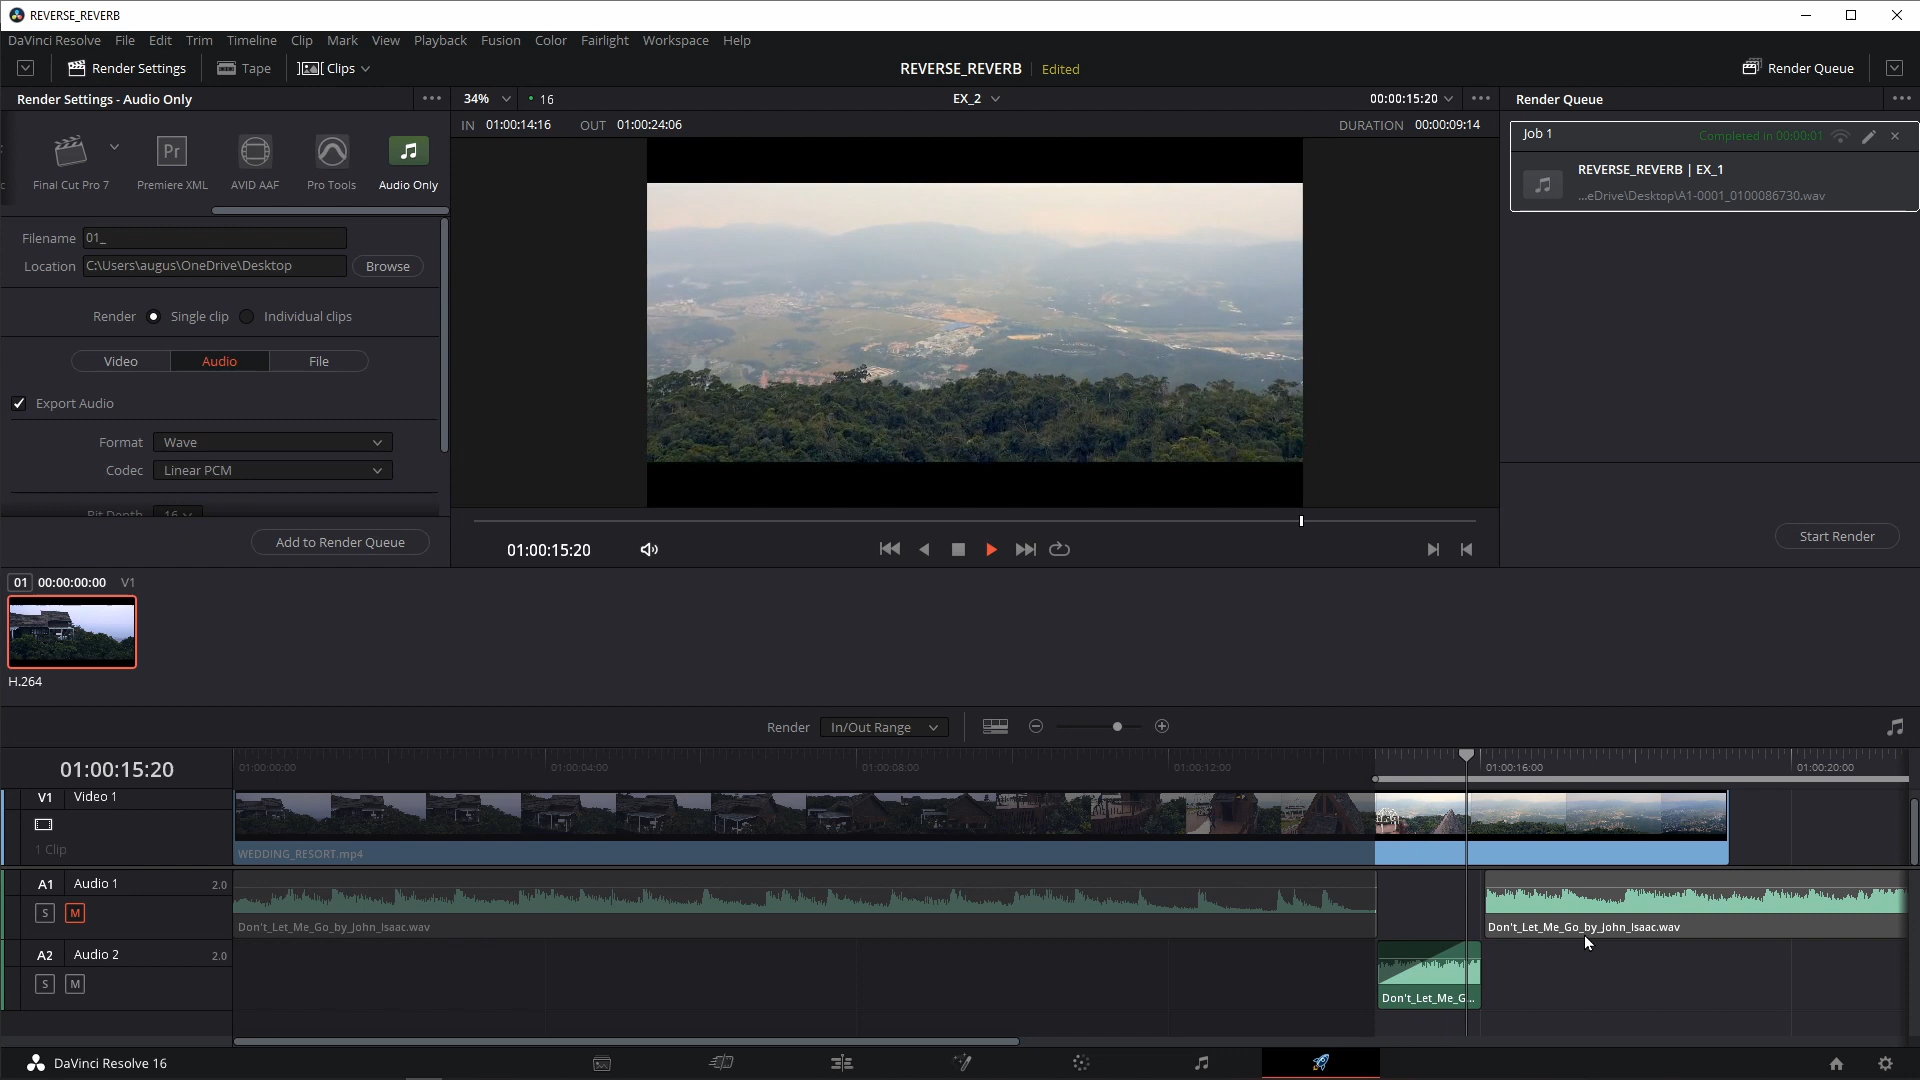 REVERSE_REVERB
DaVinci Resolve File Edit Trim Timeline Clip Mark View Playback Fusion Color Fairlight Workspace Help
Render Settings Tape Clips REVERSE_REVERB Edited Render Queue
Render Settings - Audio Only 34% 16 EX_2 00:00:15:20 Render Queue
IN 01:00:14:16 OUT 01:00:24:06 DURATION 00:00:09:14
Job 1 Completed in 00:00:01
REVERSE_REVERB | EX_1
...eDrive\Desktop\A1-0001_0100086730.wav
Pr
Final Cut Pro 7 Premiere XML AVID AAF Pro Tools Audio Only
Filename 01_
Location C:\Users\augus\OneDrive\Desktop Browse
Render Single clip Individual clips
Video Audio File
Export Audio
Format Wave
Codec Linear PCM
Bit Depth 16
Add to Render Queue
01:00:15:20
Start Render
01 00:00:00:00 V1
H.264
Render In/Out Range
01:00:15:20
01:00:00:00 01:00:04:00 01:00:08:00 01:00:12:00 01:00:16:00 01:00:20:00
V1 Video 1
1 Clip
WEDDING_RESORT.mp4
A1 Audio 1 2.0
S M
Don't_Let_Me_Go_by_John_Isaac.wav Don't_Let_Me_Go_by_John_Isaac.wav
A2 Audio 2 2.0
S M
Don't_Let_Me_G...
DaVinci Resolve 16